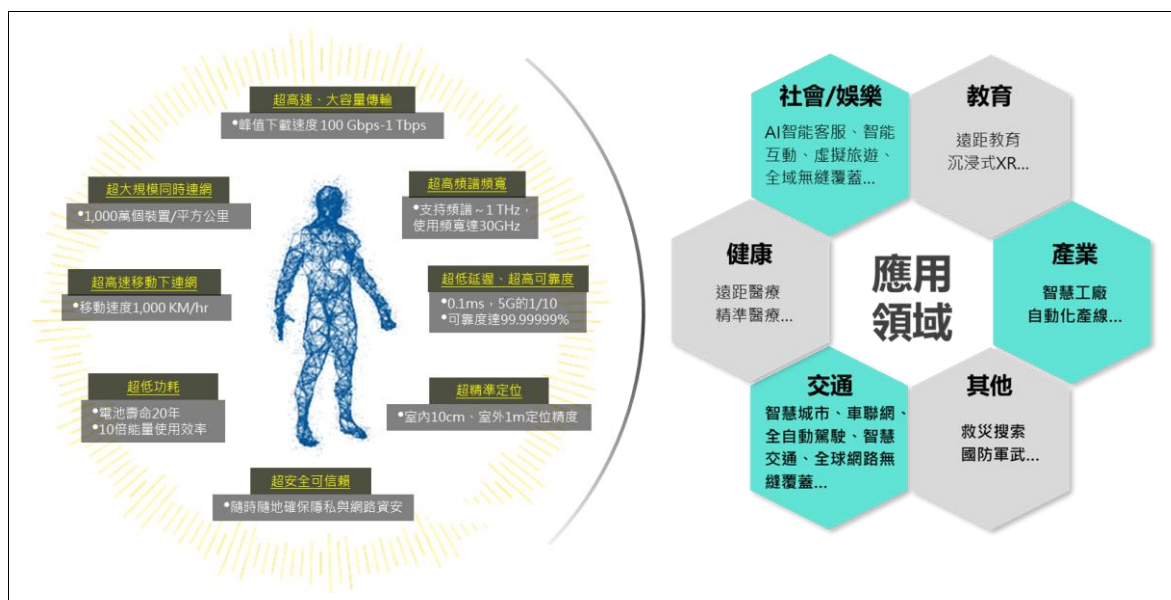 超高速、大容量傳輸
•峰值下載速度100 Gbps-1 Tbps
超大規模同時連網
•1,000萬個裝置/平方公里
超高頻譜頻寬
•支持頻譜~1 THz，
使用頻寬達30GHz
超高速移動下連網
•移動速度1,000 KM/hr
超低延遲、超高可靠度
•0.1ms，5G的1/10
•可靠度達99.99999%
超低功耗
•電池壽命20年
•10倍能量使用效率
超精準定位
•室內10cm、室外1m定位精度
超安全可信賴
•隨時隨地確保隱私與網路資安
社會/娛樂
AI智能客服、智能
互動、虛擬旅遊、
全域無縫覆蓋...
教育
遠距教育
沉浸式XR...
健康
遠距醫療
精準醫療...
應用
領域
產業
智慧工廠
自動化產線...
交通
智慧城市、車聯網、
全自動駕駛、智慧
交通、全球網路無
縫覆蓋...
其他
救災搜索
國防軍武...